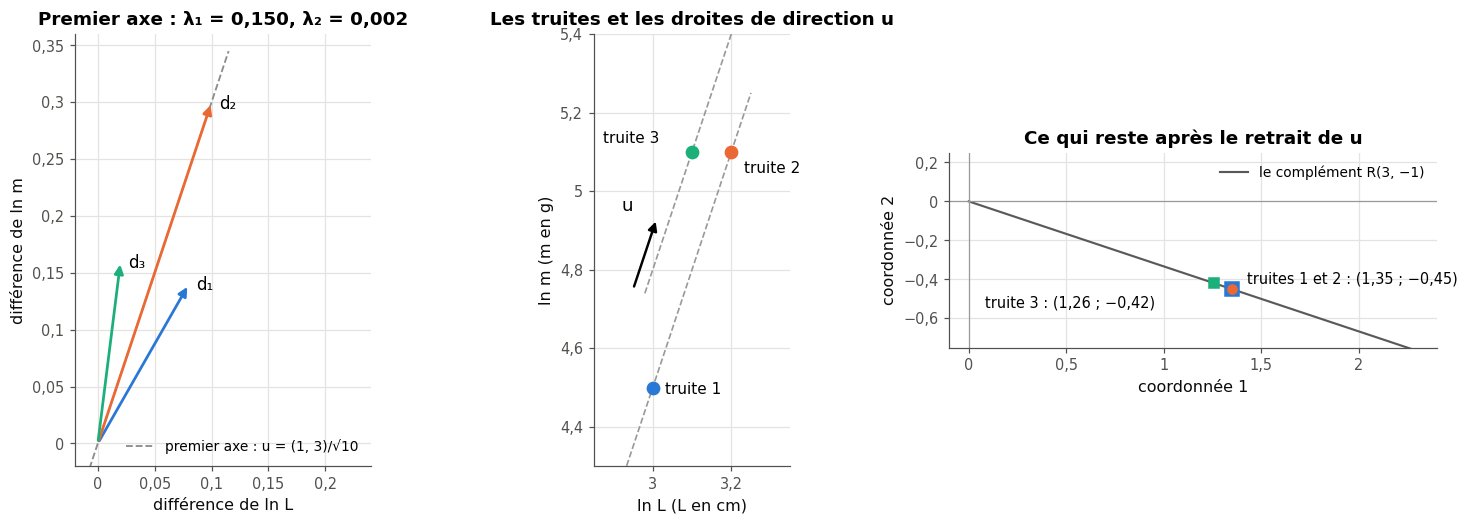 Premier axe : λ₁ = 0,150, λ₂ = 0,002
0,35
0,3
0,25
0,2
0,15
0,1
0,05
0
différence de ln m
d₂
d₃
d₁
premier axe : u = (1, 3)/√10
0
0,05
0,1
0,15
0,2
différence de ln L
Les truites et les droites de direction u
5,4
5,2
5
4,8
4,6
4,4
ln m (m en g)
truite 3
truite 2
u
truite 1
3
3,2
ln L (L en cm)
Ce qui reste après le retrait de u
0,2
0
−0,2
−0,4
−0,6
coordonnée 2
le complément R(3, −1)
truites 1 et 2 : (1,35 ; −0,45)
truite 3 : (1,26 ; −0,42)
0
0,5
1
1,5
2
coordonnée 1